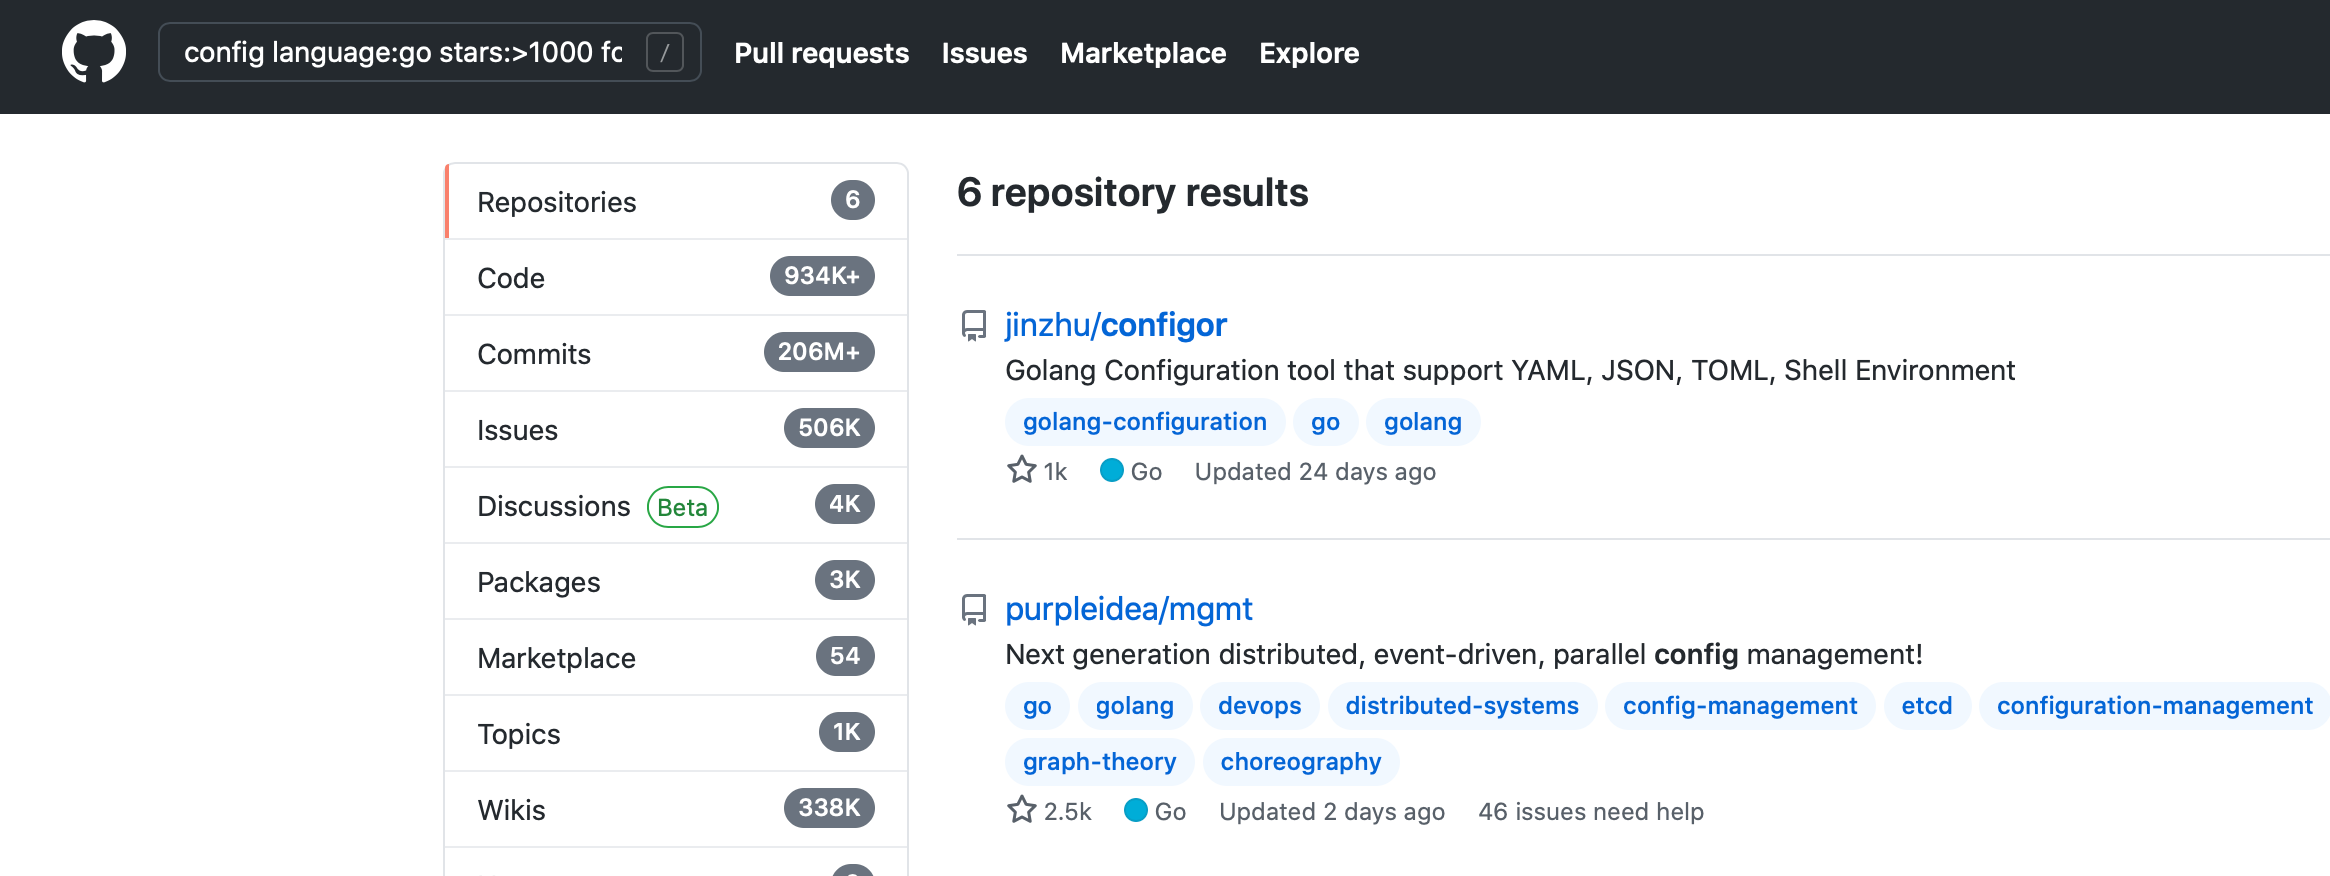 config language:go stars:>1000 fo / Pull requests Issues Marketplace Explore
Repositories 6
Code 934K+
Commits 206M+
Issues 506K
Discussions Beta 4K
Packages 3K
Marketplace 54
Topics 1K
Wikis 338K
6 repository results
jinzhu/configor
Golang Configuration tool that support YAML, JSON, TOML, Shell Environment
golang-configuration go golang
1k Go Updated 24 days ago
purpleidea/mgmt
Next generation distributed, event-driven, parallel config management!
go golang devops distributed-systems config-management etcd configuration-management
graph-theory choreography
2.5k Go Updated 2 days ago 46 issues need help